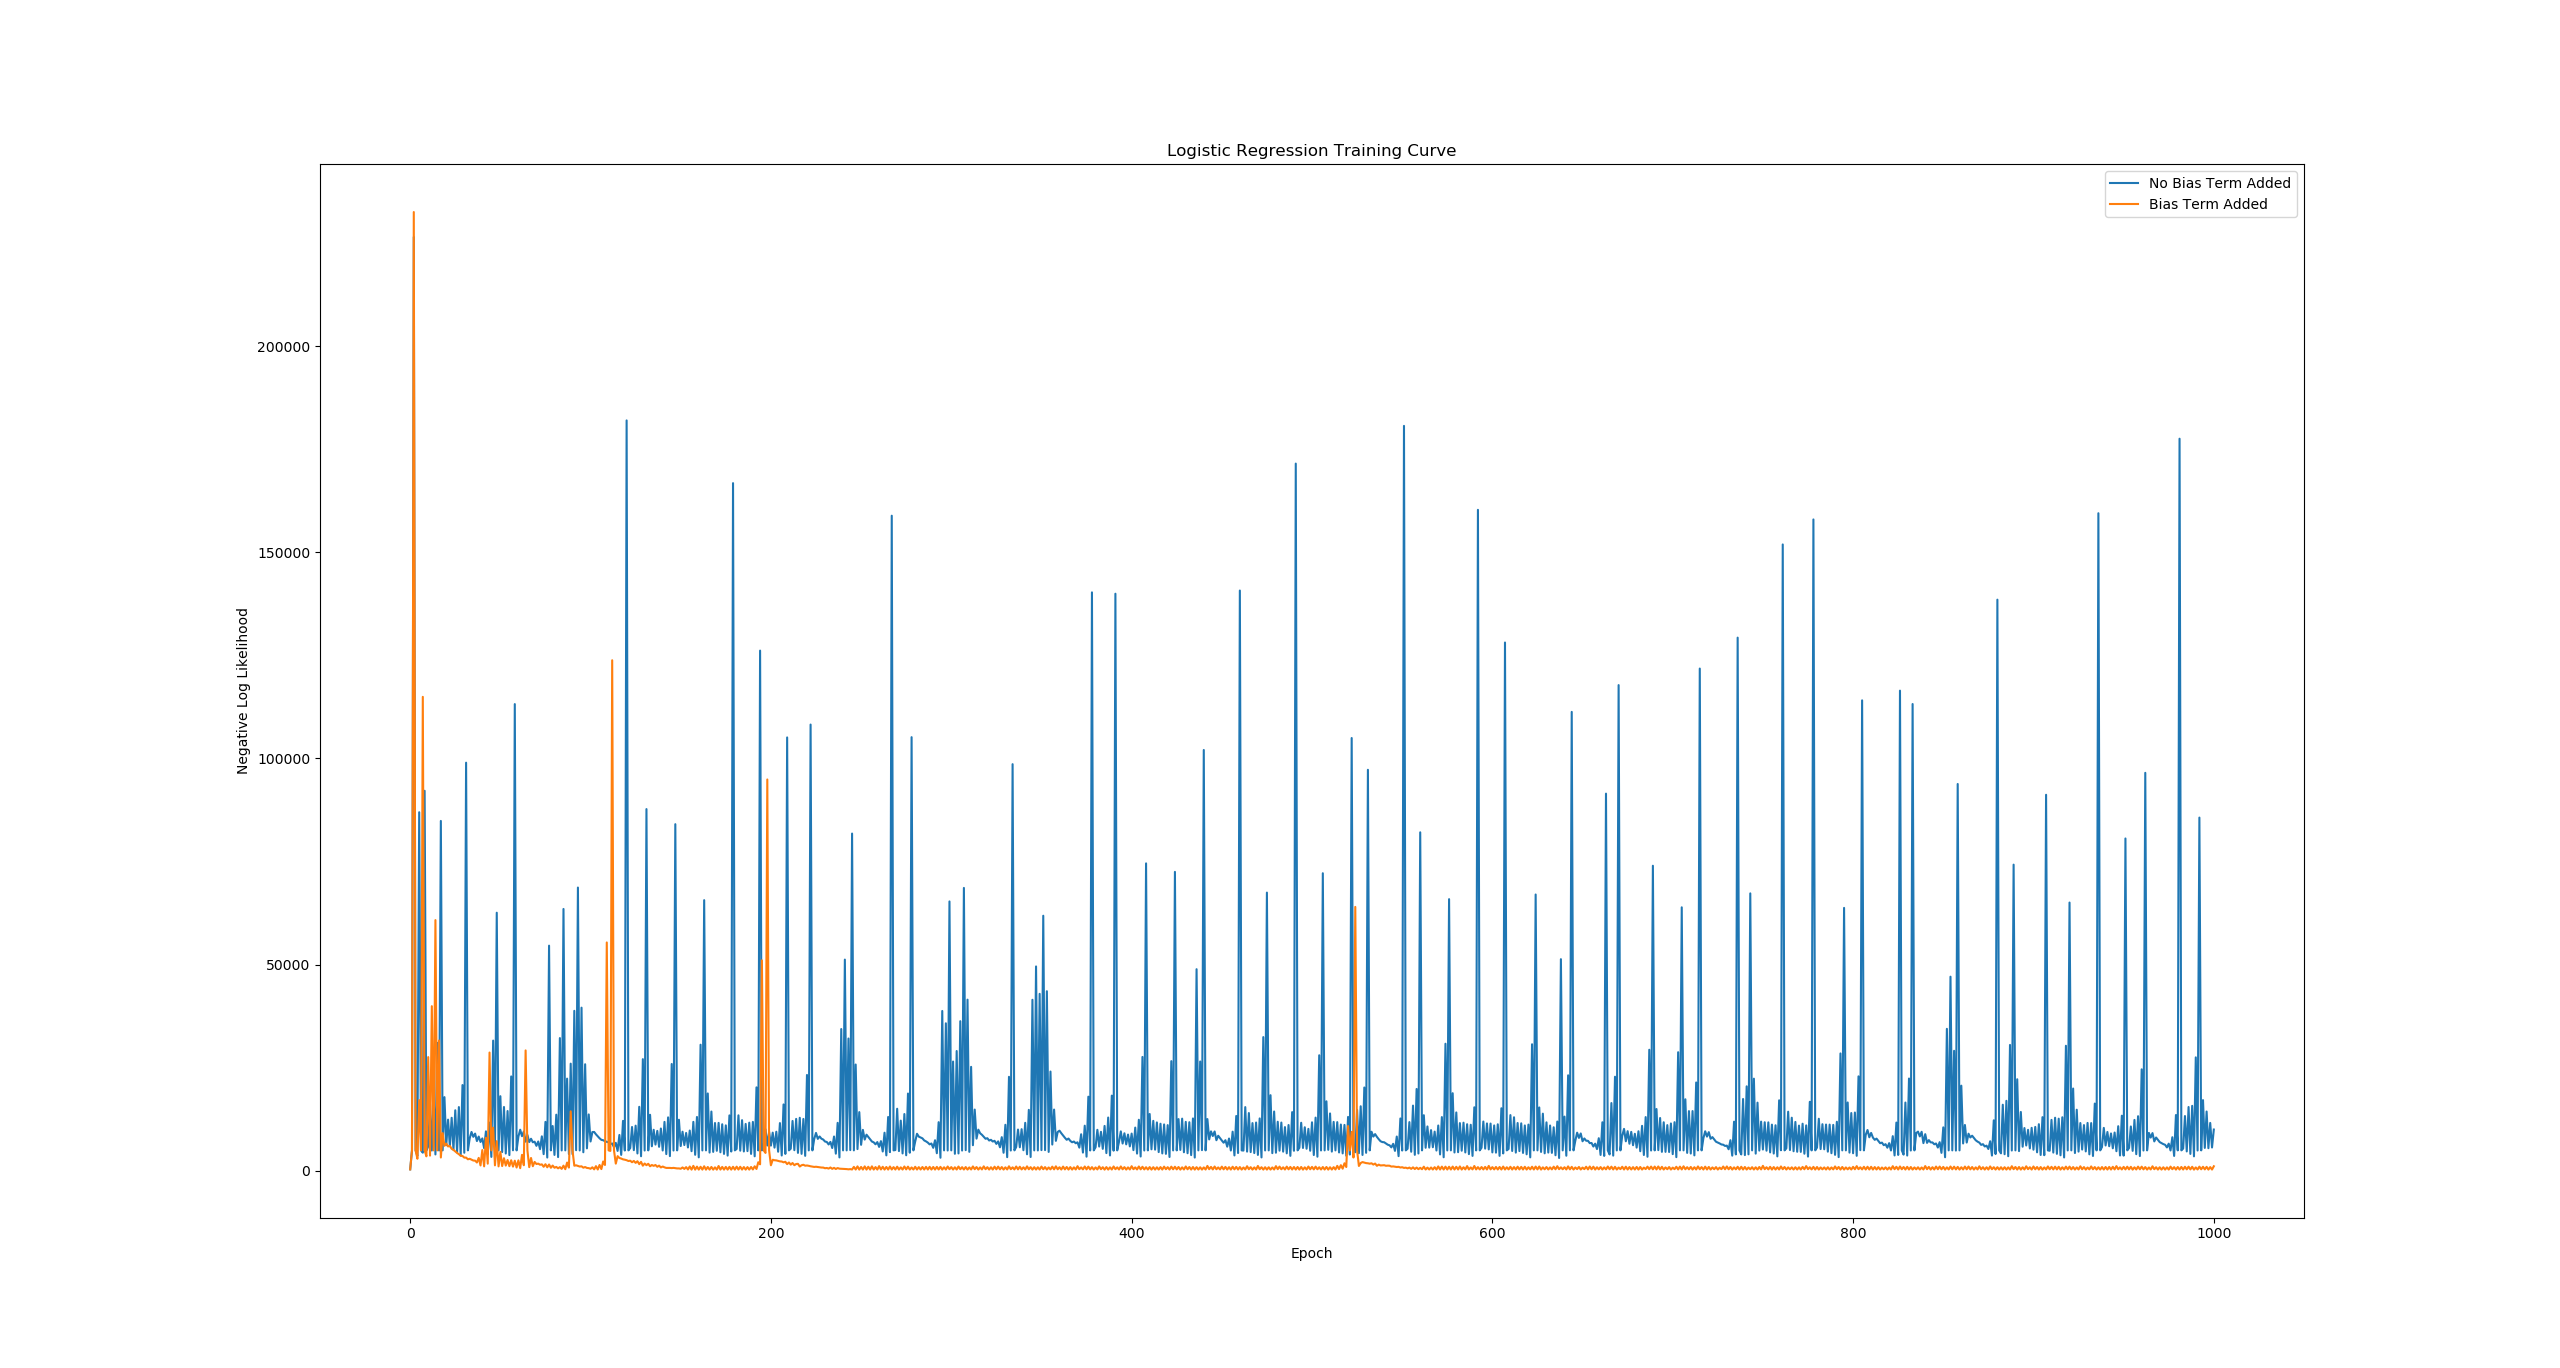 Logistic Regression Training Curve
No Bias Term Added
Bias Term Added
200000
150000
100000
50000
0
Negative Log Likelihood
0 200 400 600 800 1000
Epoch